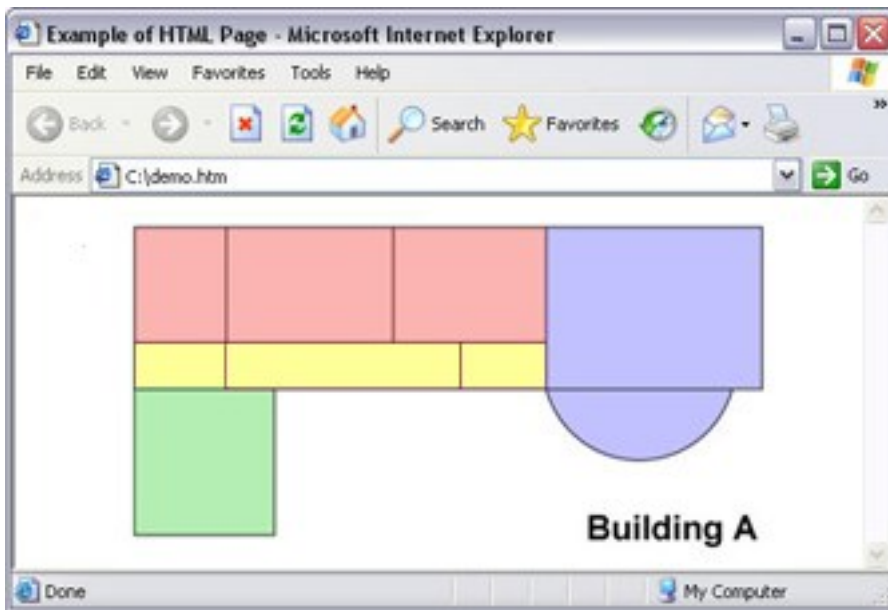 Example of HTML Page - Microsoft Internet Explorer
File Edit View Favorites Tools Help
Back Search Favorites »
Address C:\demo.htm Go
Building A
Done My Computer